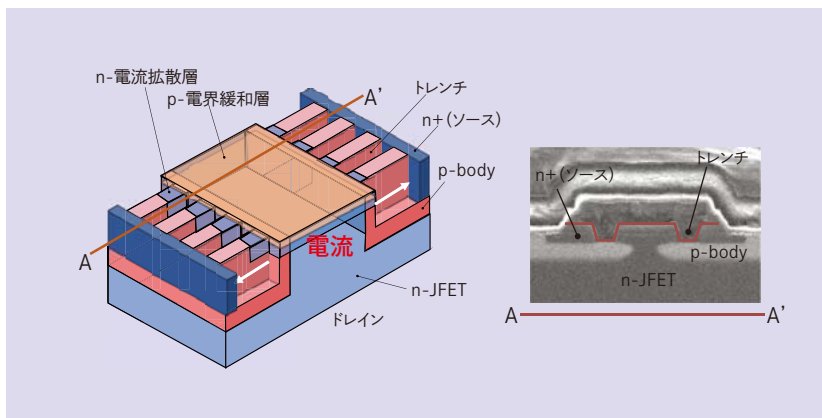 n-電流拡散層
p-電界緩和層
A'
トレンチ
n+(ソース)
p-body
A
電流
n-JFET
ドレイン
トレンチ
n+(ソース)
p-body
n-JFET
A
A'